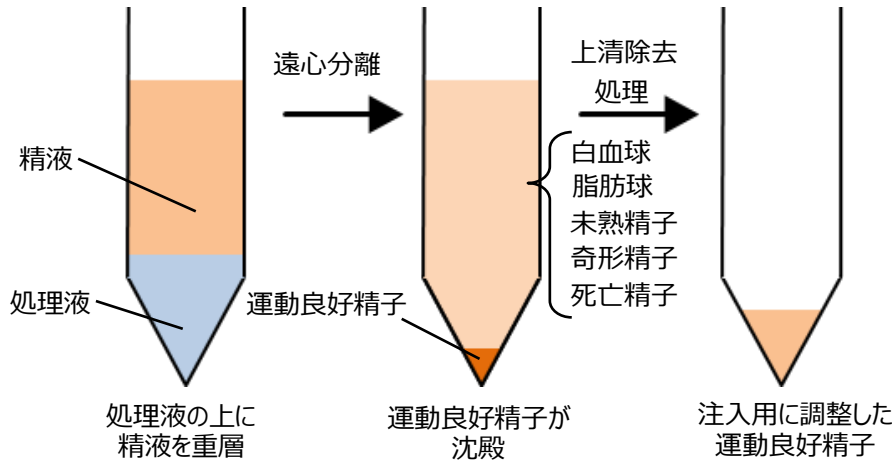 遠心分離
上清除去
処理
精液
処理液
運動良好精子
白血球
脂肪球
未熟精子
奇形精子
死亡精子
処理液の上に
精液を重層
運動良好精子が
沈殿
注入用に調整した
運動良好精子